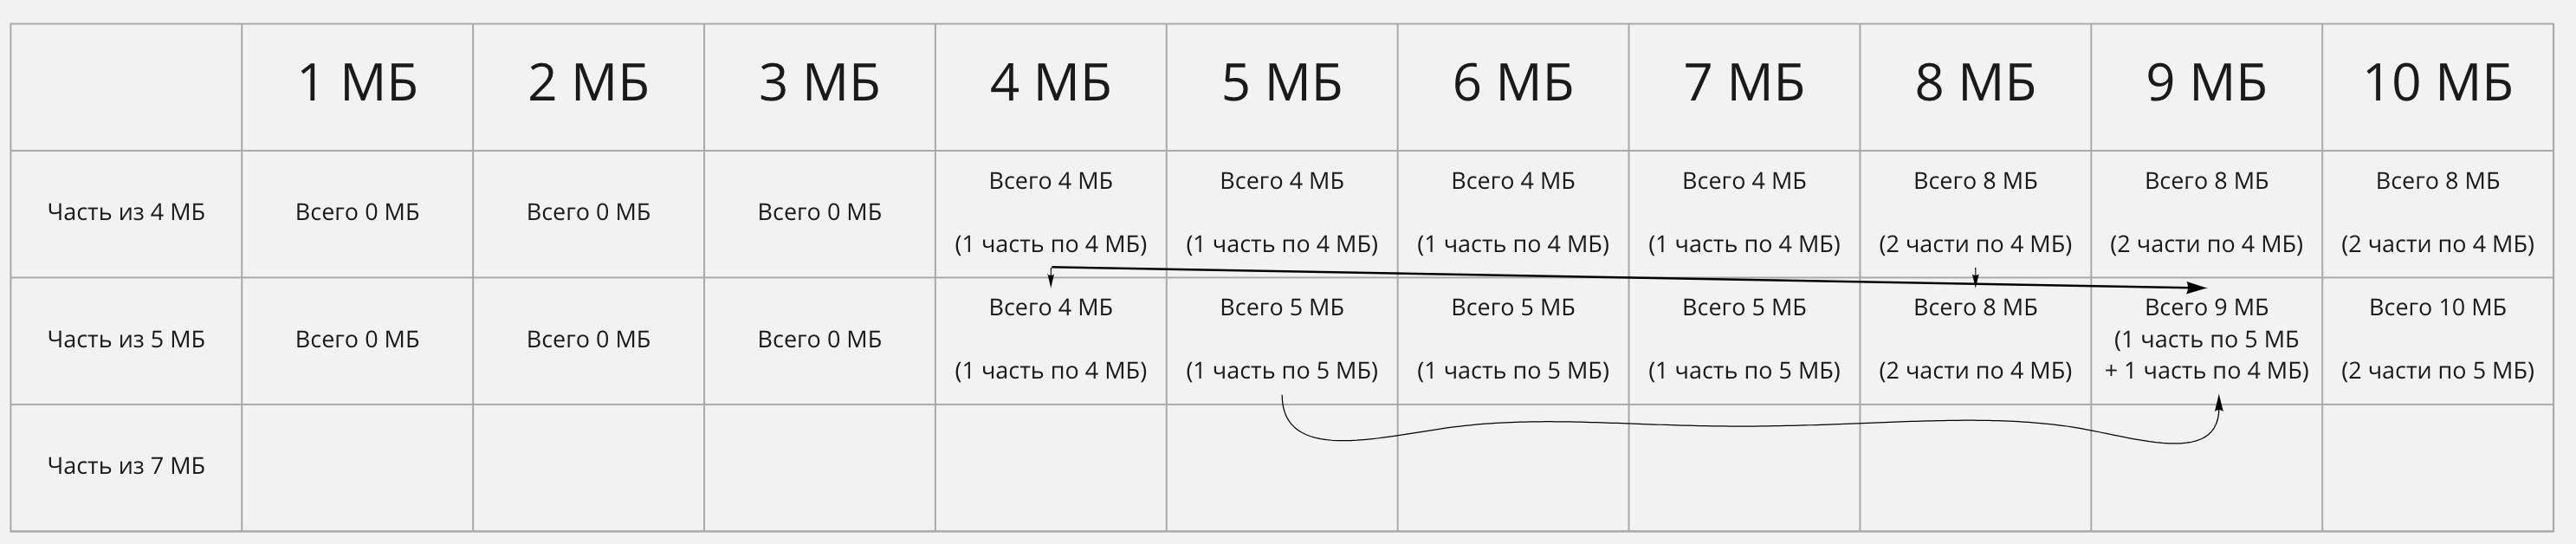 1 МБ 2 МБ 3 МБ 4 МБ 5 МБ 6 МБ 7 МБ 8 МБ 9 МБ 10 МБ
Всего 4 МБ Всего 4 МБ Всего 4 МБ Всего 4 МБ Всего 8 МБ Всего 8 МБ Всего 8 МБ
Часть из 4 МБ Всего 0 МБ Всего 0 МБ Всего 0 МБ
(1 часть по 4 МБ) (1 часть по 4 МБ) (1 часть по 4 МБ) (1 часть по 4 МБ) (2 части по 4 МБ) (2 части по 4 МБ) (2 части по 4 МБ)
Всего 4 МБ Всего 5 МБ Всего 5 МБ Всего 5 МБ Всего 8 МБ Всего 9 МБ Всего 10 МБ
Часть из 5 МБ Всего 0 МБ Всего 0 МБ Всего 0 МБ (1 часть по 5 МБ
(1 часть по 4 МБ) (1 часть по 5 МБ) (1 часть по 5 МБ) (1 часть по 5 МБ) (2 части по 4 МБ) + 1 часть по 4 МБ) (2 части по 5 МБ)
Часть из 7 МБ